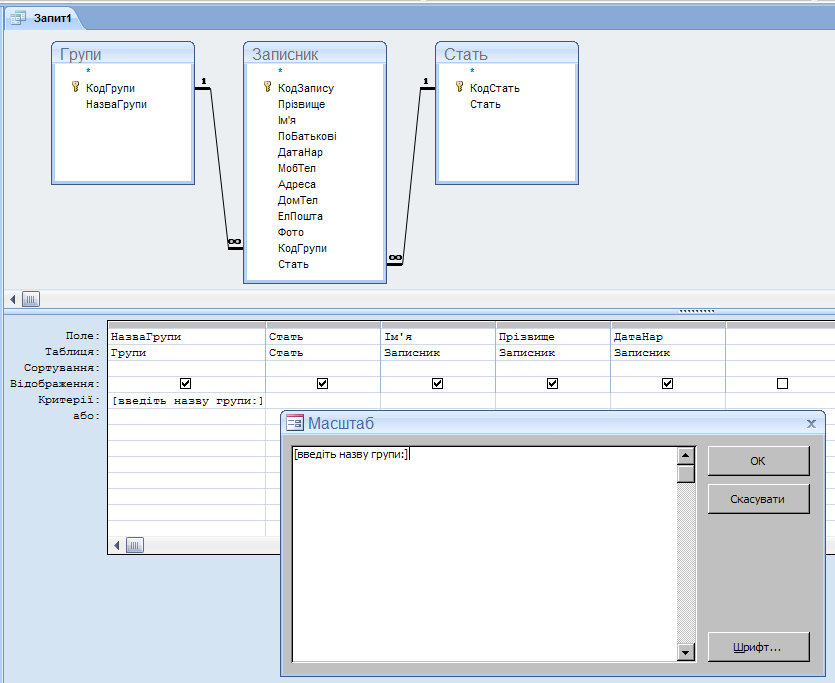 Запит1
Групи
*
КодГрупи
НазваГрупи
1
∞
Записник
*
КодЗапису
Прізвище
Ім'я
ПоБатькові
ДатаНар
МобТел
Адреса
ДомТел
ЕлПошта
Фото
КодГрупи
Стать
1
∞
Стать
*
КодСтать
Стать
Поле: НазваГрупи Стать Ім'я Прізвище ДатаНар
Таблиця: Групи Стать Записник Записник Записник
Сортування:
Відображення:
Критерії: [введіть назву групи:]
або:
Масштаб x
[введіть назву групи:]
ОК
Скасувати
Шрифт...